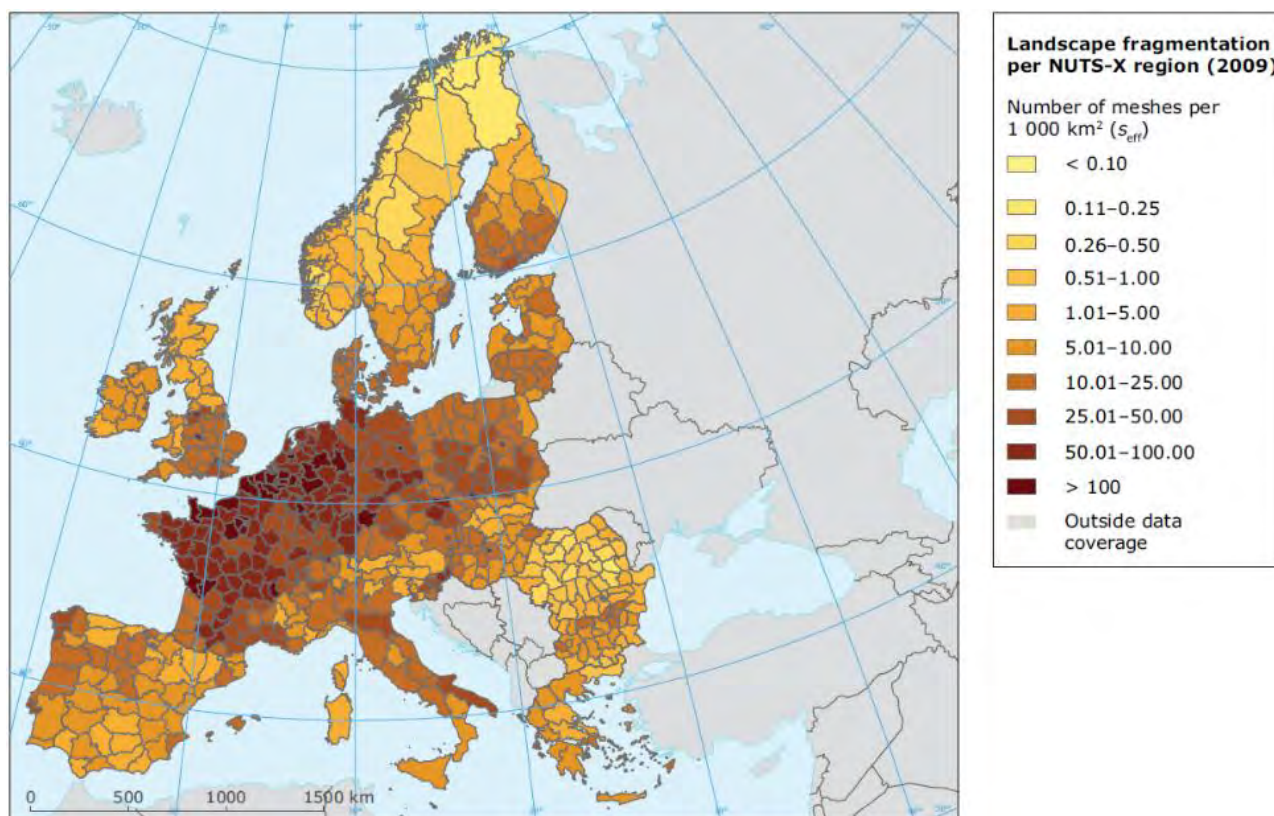 Landscape fragmentation
per NUTS-X region (2009)
Number of meshes per
1 000 km² (s_eff)
< 0.10
0.11–0.25
0.26–0.50
0.51–1.00
1.01–5.00
5.01–10.00
10.01–25.00
25.01–50.00
50.01–100.00
> 100
Outside data
coverage
0 500 1000 1500 km